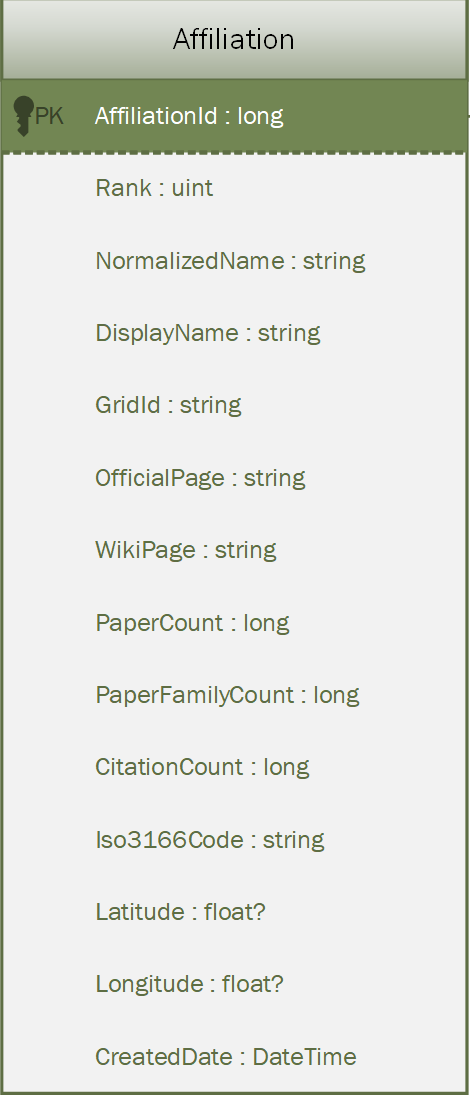 Affiliation
PK AffiliationId : long
Rank : uint
NormalizedName : string
DisplayName : string
GridId : string
OfficialPage : string
WikiPage : string
PaperCount : long
PaperFamilyCount : long
CitationCount : long
Iso3166Code : string
Latitude : float?
Longitude : float?
CreatedDate : DateTime